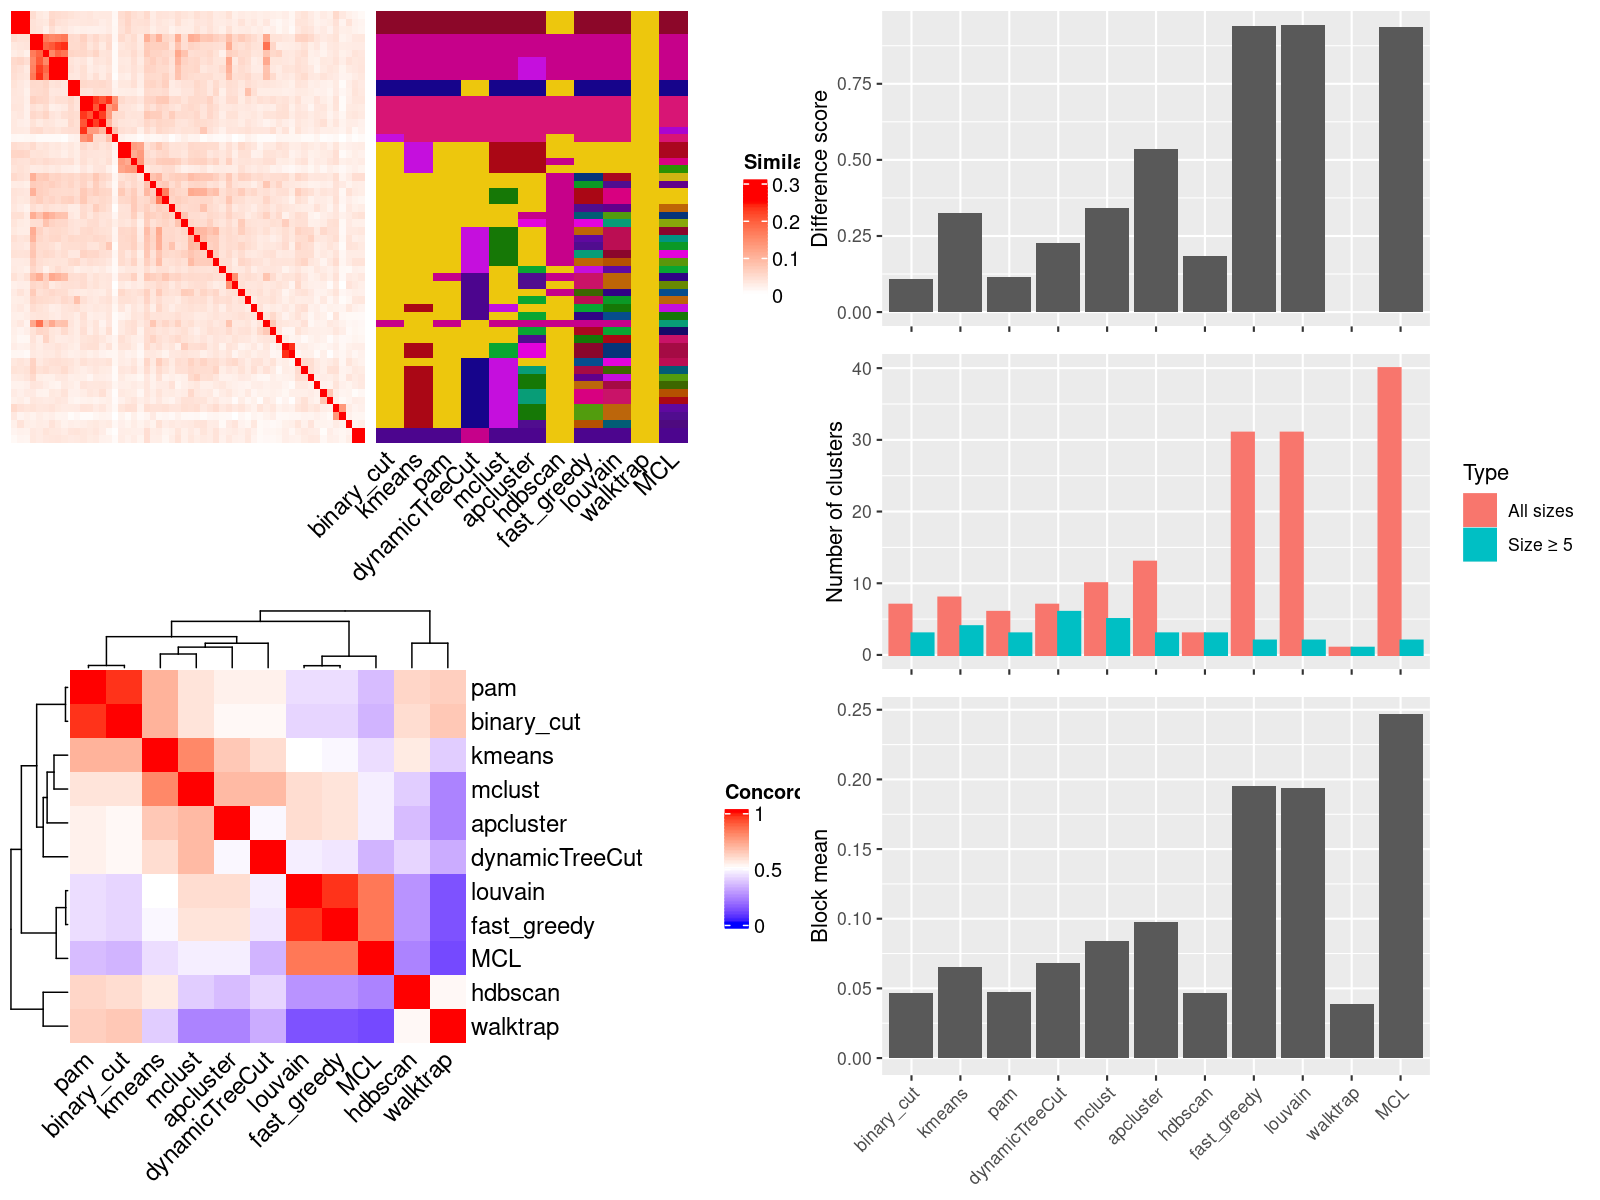 Simila
0.3
0.2
0.1
0
binary_cut
kmeans
pam
dynamicTreeCut
mclust
apcluster
hdbscan
fast_greedy
louvain
walktrap
MCL
pam
binary_cut
kmeans
mclust
apcluster
dynamicTreeCut
louvain
fast_greedy
MCL
hdbscan
walktrap
Concord
1
0.5
0
pam
binary_cut
kmeans
mclust
apcluster
dynamicTreeCut
louvain
fast_greedy
MCL
hdbscan
walktrap
Difference score
0.75
0.50
0.25
0.00
Number of clusters
40
30
20
10
0
Type
All sizes
Size ≥ 5
Block mean
0.25
0.20
0.15
0.10
0.05
0.00
binary_cut
kmeans
pam
dynamicTreeCut
mclust
apcluster
hdbscan
fast_greedy
louvain
walktrap
MCL